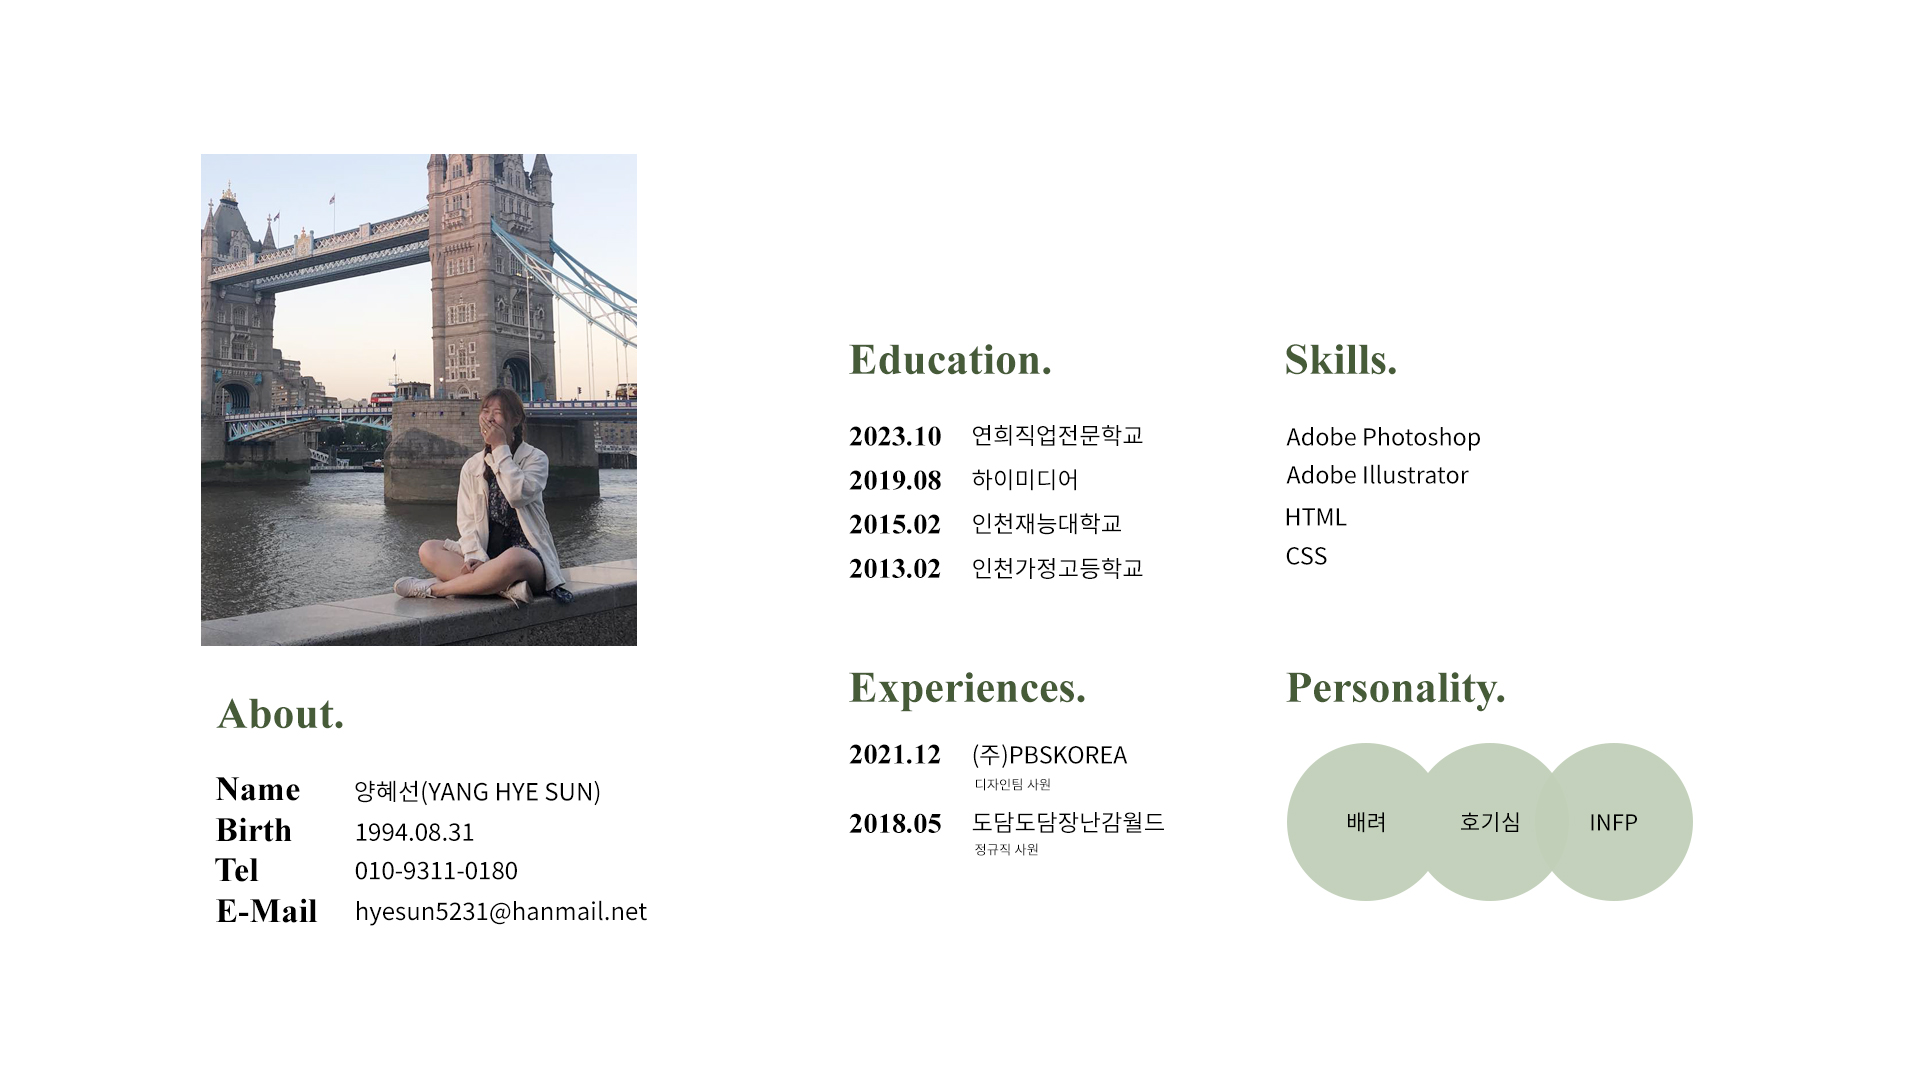 About.
Name 양혜선(YANG HYE SUN)
Birth 1994.08.31
Tel 010-9311-0180
E-Mail hyesun5231@hanmail.net
Education.
2023.10 연희직업전문학교
2019.08 하이미디어
2015.02 인천재능대학교
2013.02 인천가정고등학교
Experiences.
2021.12 (주)PBSKOREA
디자인팀 사원
2018.05 도담도담장난감월드
정규직 사원
Skills.
Adobe Photoshop
Adobe Illustrator
HTML
CSS
Personality.
배려 호기심 INFP